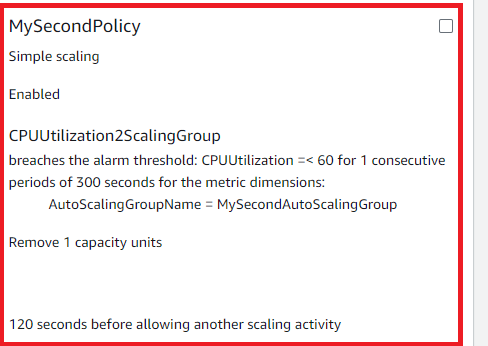 MySecondPolicy
Simple scaling
Enabled
CPUUtilization2ScalingGroup
breaches the alarm threshold: CPUUtilization =< 60 for 1 consecutive
periods of 300 seconds for the metric dimensions:
AutoScalingGroupName = MySecondAutoScalingGroup
Remove 1 capacity units
120 seconds before allowing another scaling activity